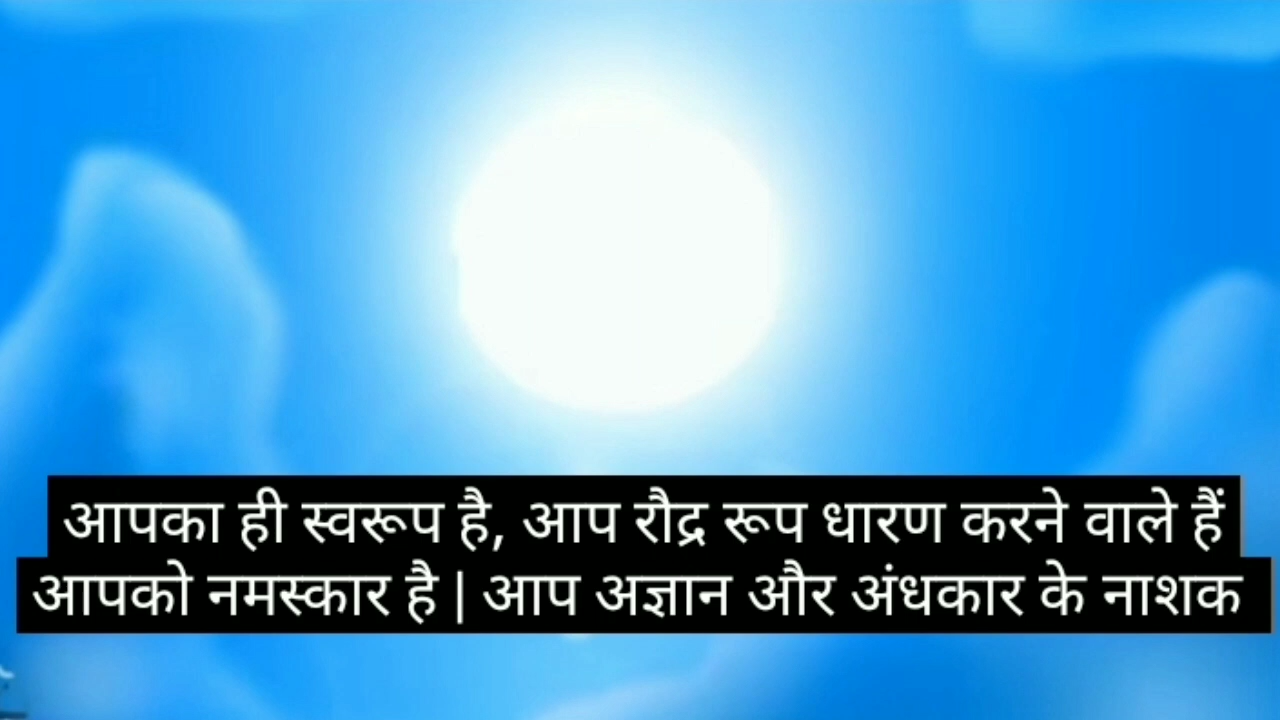 आपका ही स्वरूप है, आप रौद्र रूप धारण करने वाले हैं
आपको नमस्कार है | आप अज्ञान और अंधकार के नाशक